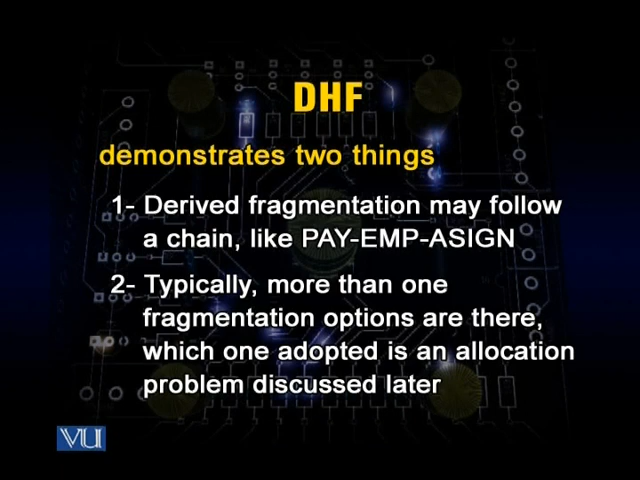 DHF
demonstrates two things
1- Derived fragmentation may follow
a chain, like PAY-EMP-ASIGN
2- Typically, more than one
fragmentation options are there,
which one adopted is an allocation
problem discussed later
VU